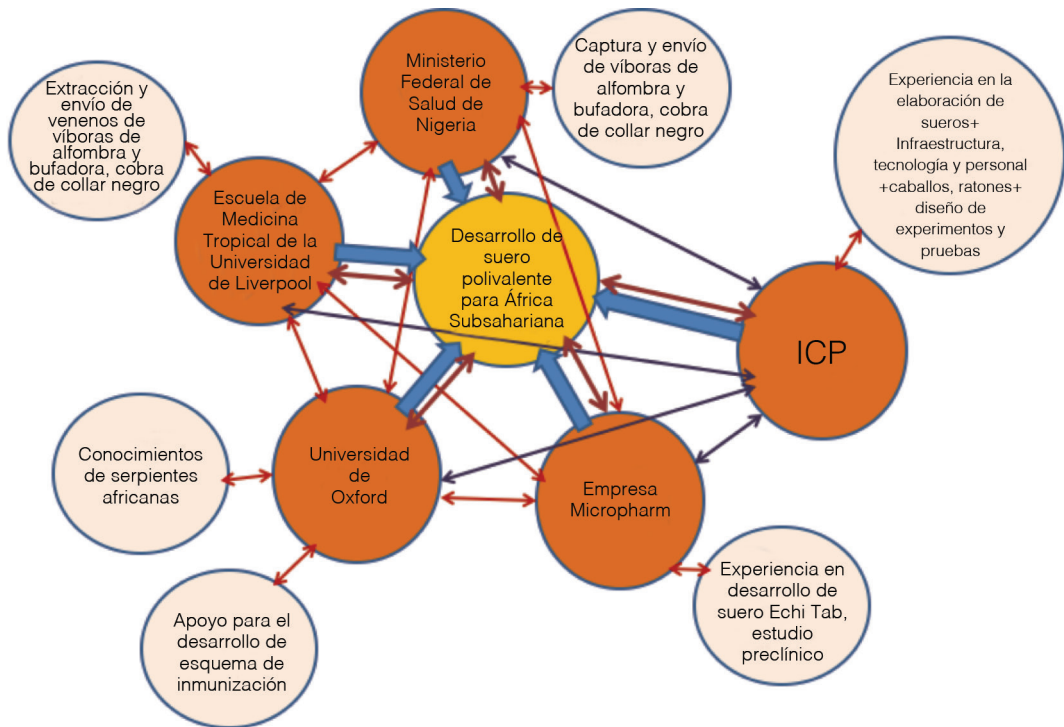 Ministerio
Federal de
Salud de
Nigeria
Captura y envío
de víboras de
alfombra y
bufadora, cobra
de collar negro
Extracción y
envío de
venenos de
víboras de
alfombra y
bufadora, cobra
de collar negro
Experiencia en la
elaboración de
sueros+
Infraestructura,
tecnología y personal
+caballos, ratones+
diseño de
experimentos y
pruebas
Escuela de
Medicina
Tropical de la
Universidad
de Liverpool
Desarrollo de
suero
polivalente
para África
Subsahariana
ICP
Conocimientos
de serpientes
africanas
Universidad
de
Oxford
Empresa
Micropharm
Apoyo para el
desarrollo de
esquema de
inmunización
Experiencia en
desarrollo de
suero Echi Tab,
estudio
preclínico